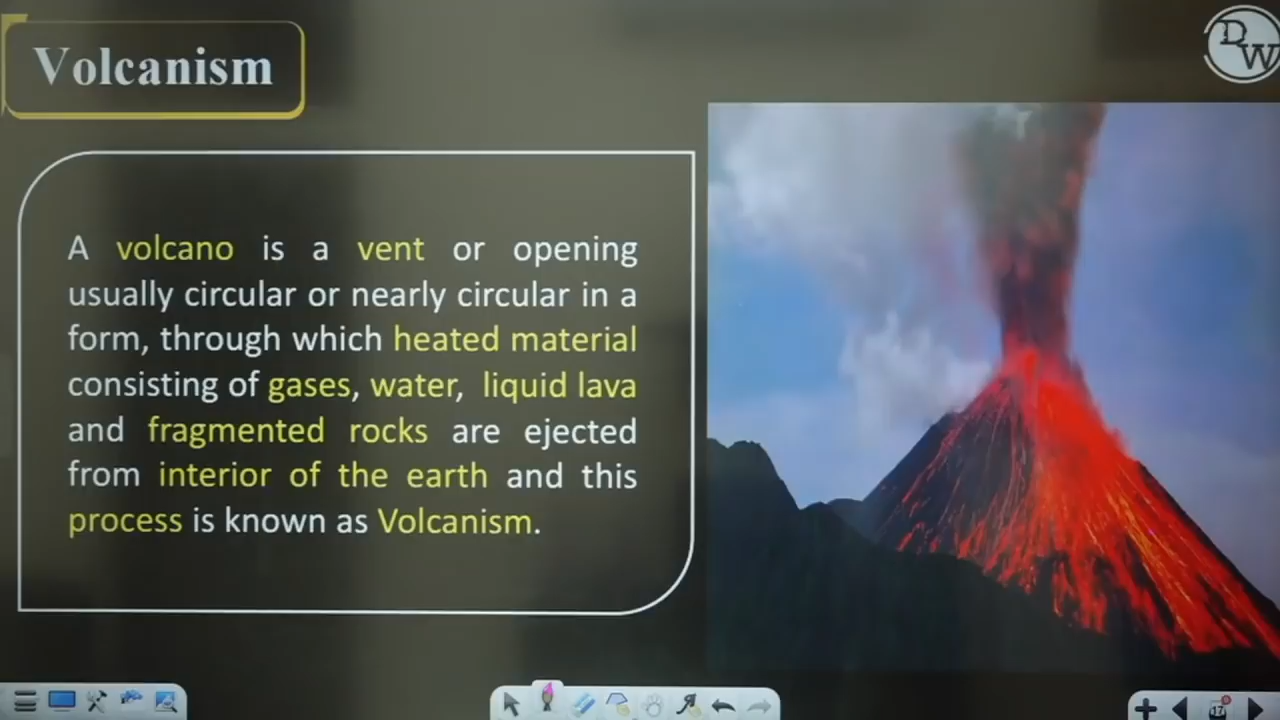 Volcanism
DW
A volcano is a vent or opening
usually circular or nearly circular in a
form, through which heated material
consisting of gases, water, liquid lava
and fragmented rocks are ejected
from interior of the earth and this
process is known as Volcanism.
17